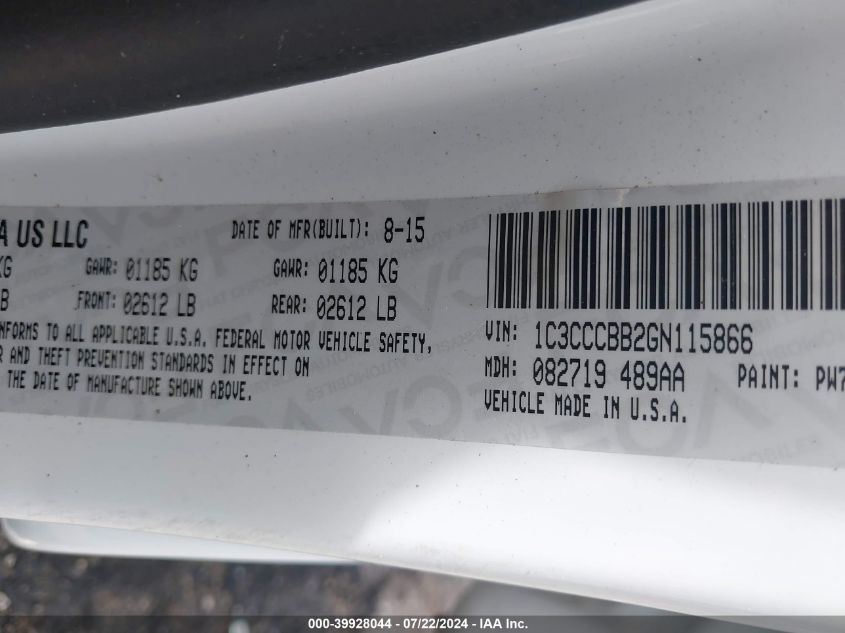 A US LLC
DATE OF MFR(BUILT): 8-15
KG GAWR: 01185 KG GAWR: 01185 KG
LB FRONT: 02612 LB REAR: 02612 LB
NFORMS TO ALL APPLICABLE U.S.A. FEDERAL MOTOR VEHICLE SAFETY,
R AND THEFT PREVENTION STANDARDS IN EFFECT ON
THE DATE OF MANUFACTURE SHOWN ABOVE.
VIN: 1C3CCCBB2GN115866
MDH: 082719 489AA PAINT: PW7
VEHICLE MADE IN U.S.A.
000-39928044 - 07/22/2024 - IAA Inc.